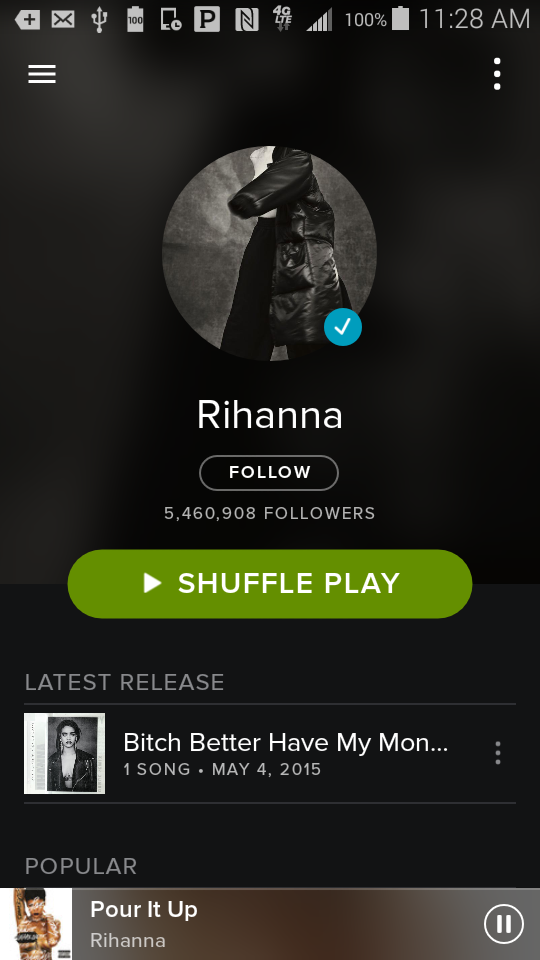 100 P 4G LTE 100% 11:28 AM
Rihanna
FOLLOW
5,460,908 FOLLOWERS
SHUFFLE PLAY
LATEST RELEASE
Bitch Better Have My Mon...
1 SONG • MAY 4, 2015
POPULAR
Pour It Up
Rihanna